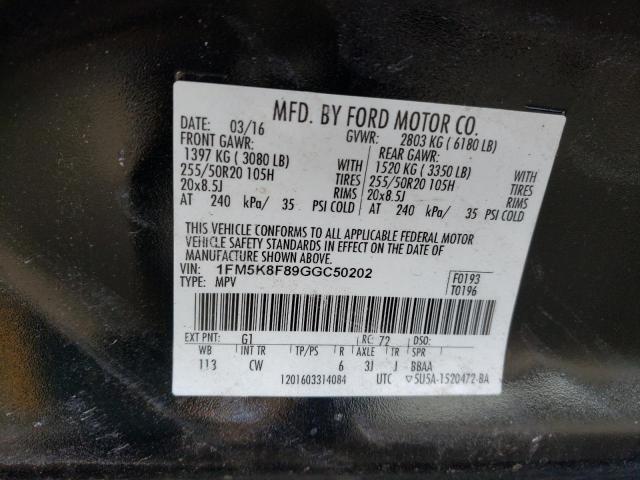 MFD. BY FORD MOTOR CO.
DATE: 03/16 GVWR: 2803 KG ( 6180 LB)
FRONT GAWR: REAR GAWR:
1397 KG ( 3080 LB) WITH 1520 KG ( 3350 LB) WITH
255/50R20 105H TIRES 255/50R20 105H TIRES
20x8.5J RIMS 20x8.5J RIMS
AT 240 kPa/ 35 PSI COLD AT 240 kPa/ 35 PSI COLD
THIS VEHICLE CONFORMS TO ALL APPLICABLE FEDERAL MOTOR
VEHICLE SAFETY STANDARDS IN EFFECT ON THE DATE OF
MANUFACTURE SHOWN ABOVE.
VIN: 1FM5K8F89GGC50202 F0193
TYPE: MPV T0196
EXT PNT: G1 RC: 72 DSO:
WB INT TR TP/PS R AXLE TR SPR
113 CW 6 3J J BBAA
1201603314084 UTC ▽5U5A-1520472-BA